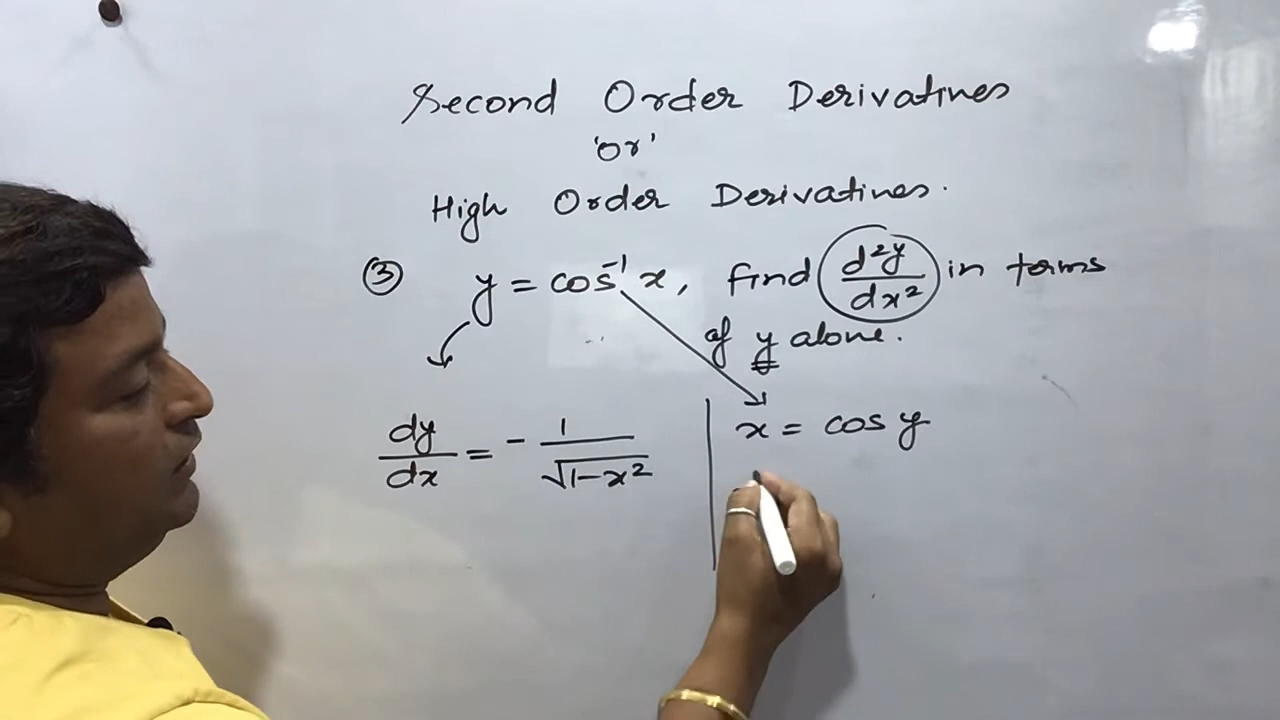 Second Order Derivatives
'Or'
High Order Derivatives.
③ y = cos⁻¹ x, find d²y/dx² in terms
of y alone.
dy/dx = - 1/√1-x²
x = cos y